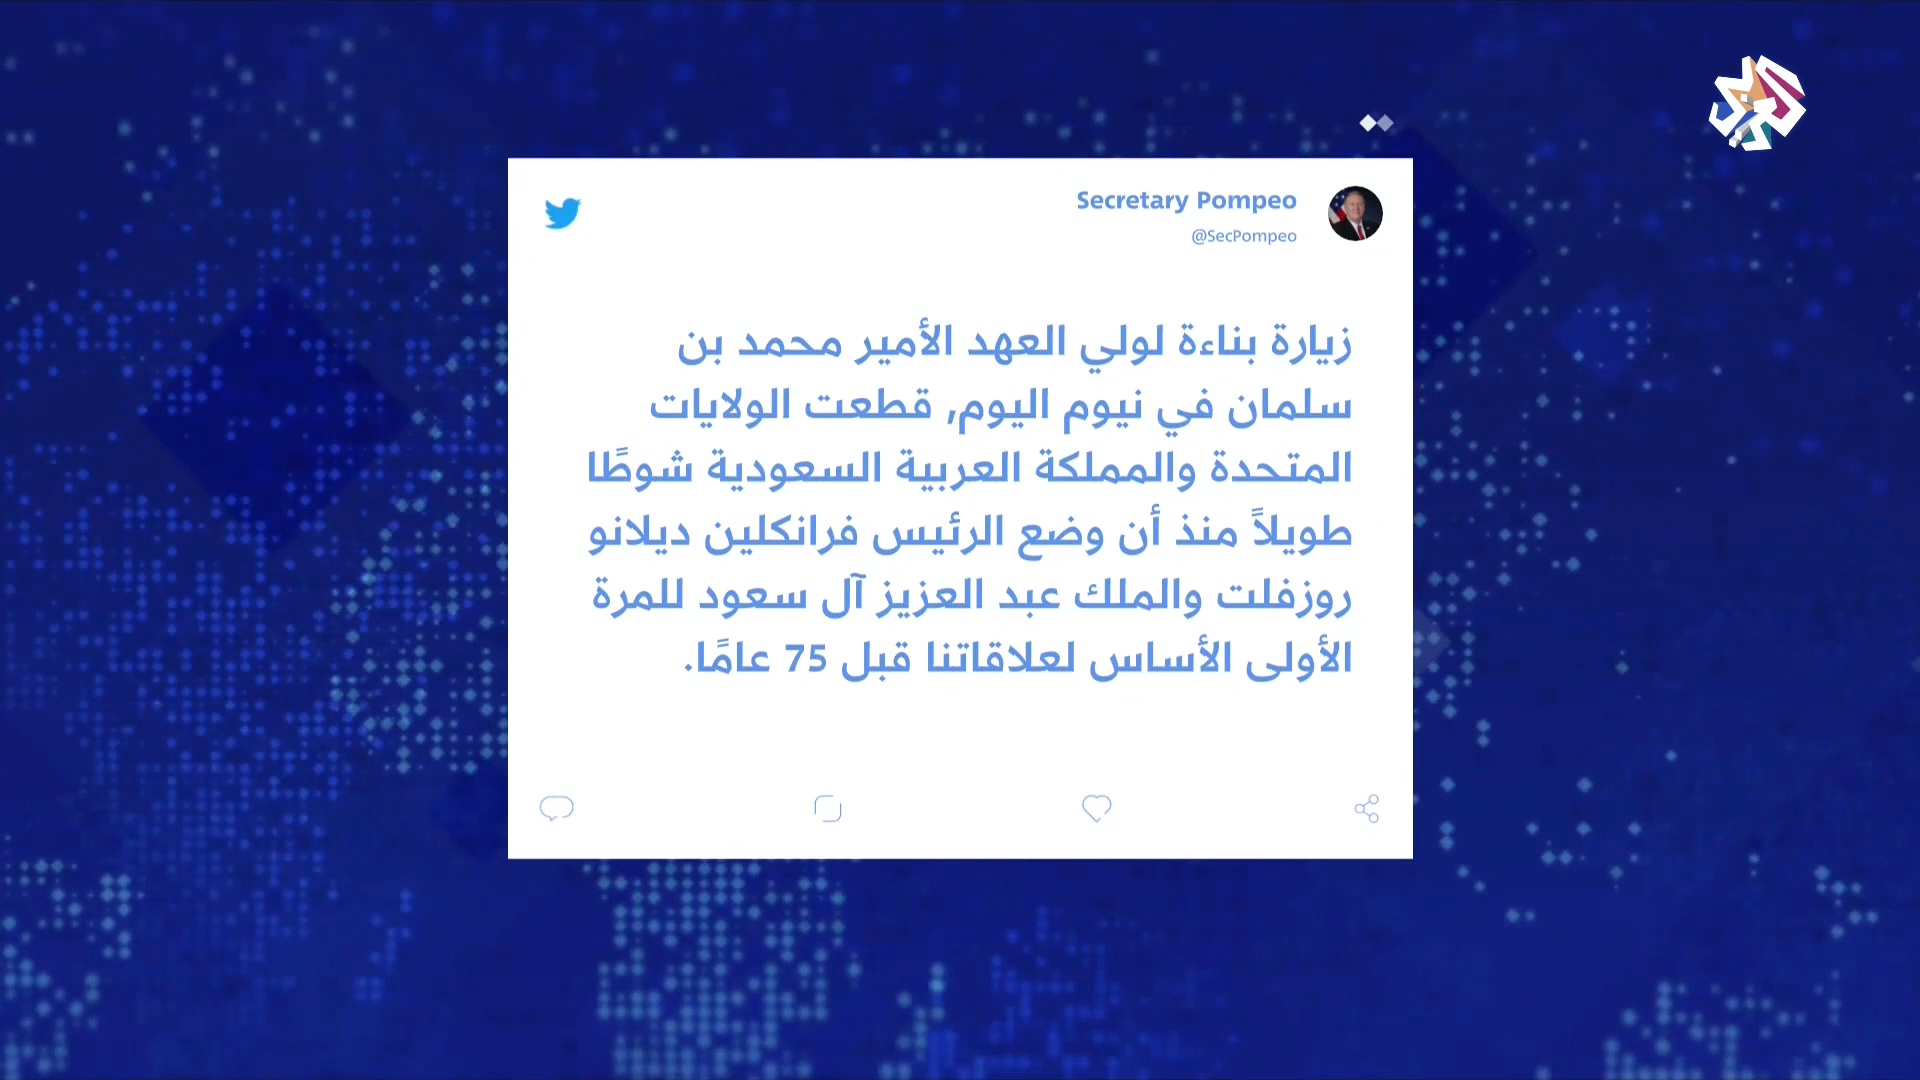 Secretary Pompeo
@SecPompeo
زيارة بناءة لولي العهد الأمير محمد بن
سلمان في نيوم اليوم, قطعت الولايات
المتحدة والمملكة العربية السعودية شوطًا
طويلاً منذ أن وضع الرئيس فرانكلين ديلانو
روزفلت والملك عبد العزيز آل سعود للمرة
الأولى الأساس لعلاقاتنا قبل 75 عامًا.